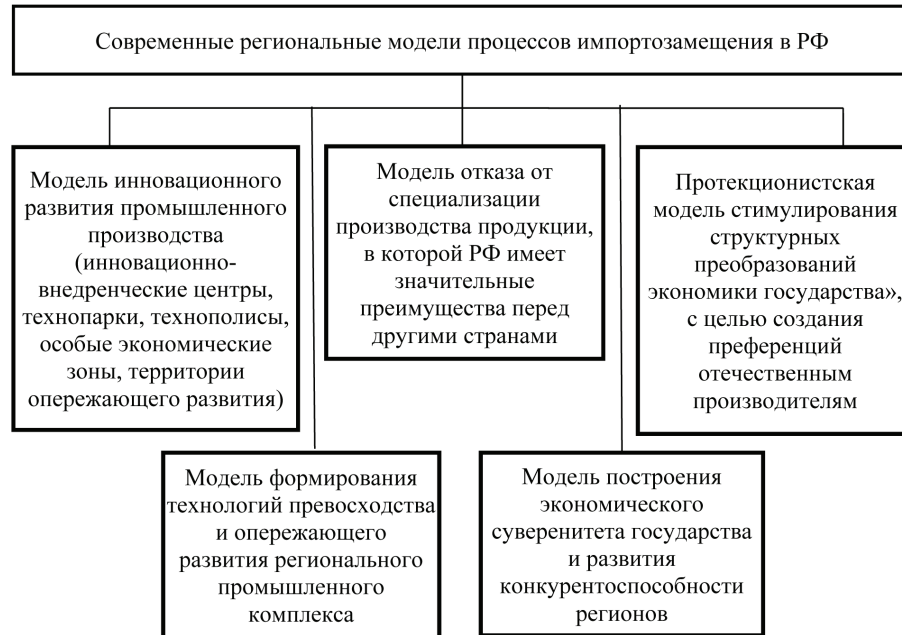 Современные региональные модели процессов импортозамещения в РФ
Модель инновационного
развития промышленного
производства
(инновационно-
внедренческие центры,
технопарки, технополисы,
особые экономические
зоны, территории
опережающего развития)
Модель отказа от
специализации
производства продукции,
в которой РФ имеет
значительные
преимущества перед
другими странами
Протекционистская
модель стимулирования
структурных
преобразований
экономики государства»,
с целью создания
преференций
отечественным
производителям
Модель формирования
технологий превосходства
и опережающего
развития регионального
промышленного
комплекса
Модель построения
экономического
суверенитета государства
и развития
конкурентоспособности
регионов